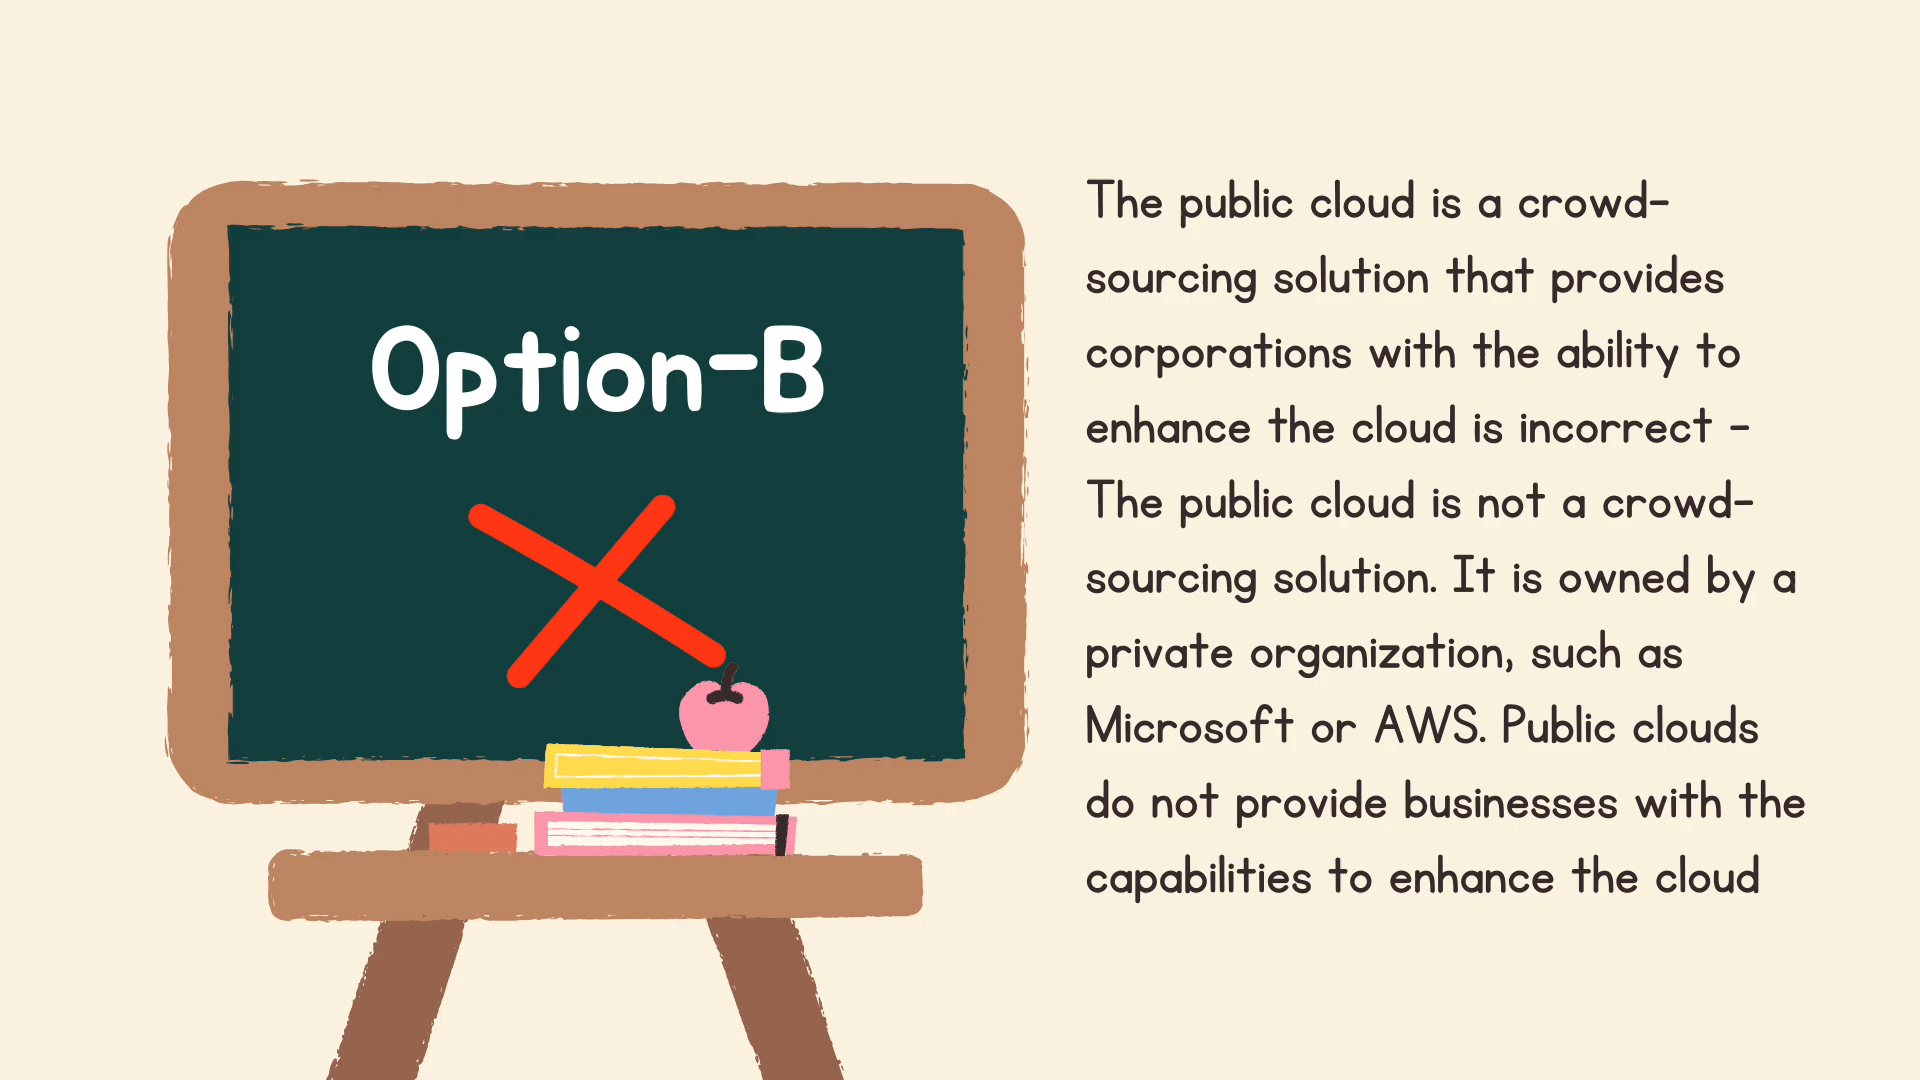 Option-B
The public cloud is a crowd-
sourcing solution that provides
corporations with the ability to
enhance the cloud is incorrect -
The public cloud is not a crowd-
sourcing solution. It is owned by a
private organization, such as
Microsoft or AWS. Public clouds
do not provide businesses with the
capabilities to enhance the cloud